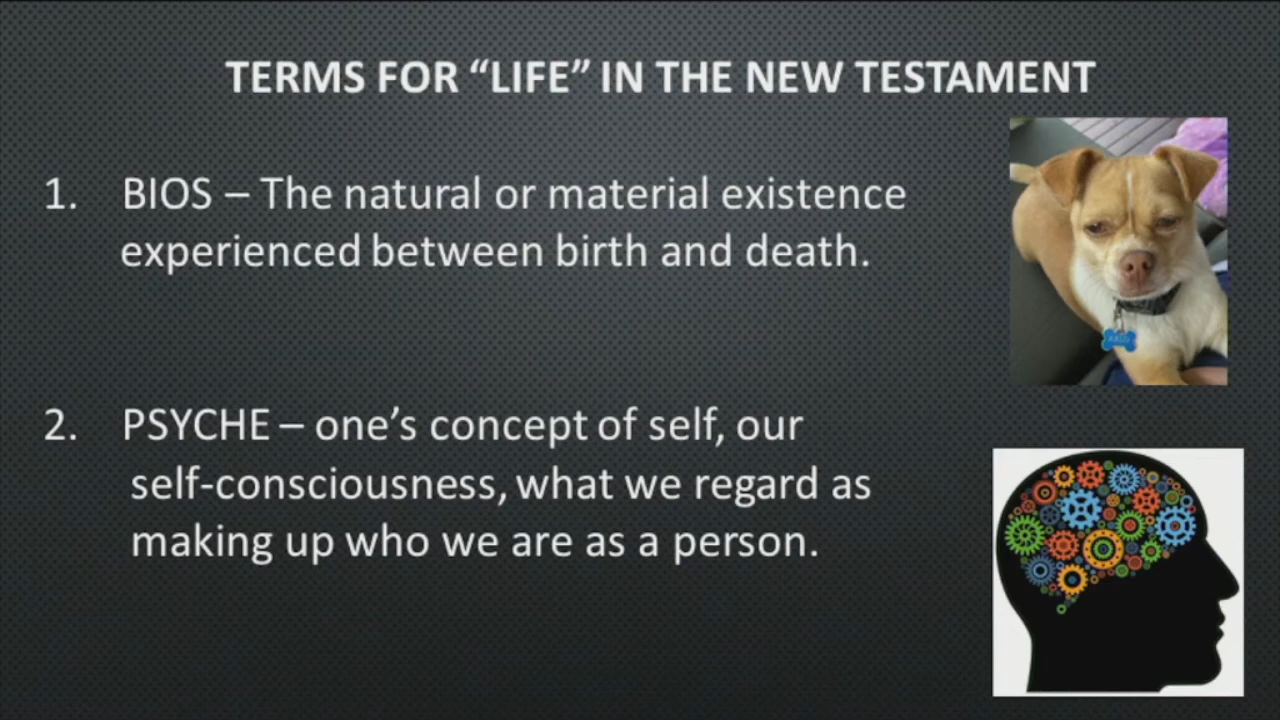 TERMS FOR “LIFE” IN THE NEW TESTAMENT
1. BIOS – The natural or material existence
experienced between birth and death.
2. PSYCHE – one’s concept of self, our
self-consciousness, what we regard as
making up who we are as a person.